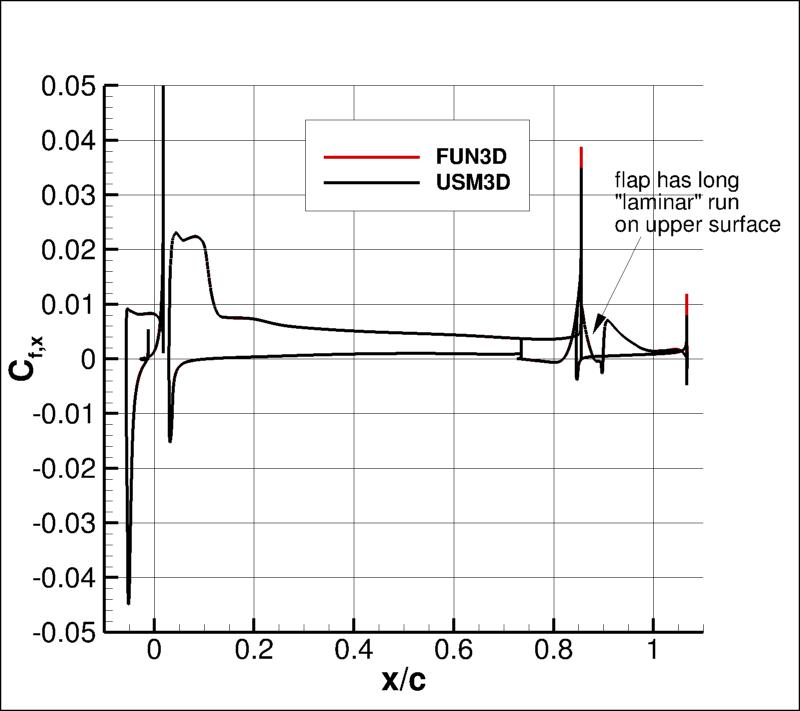 0.05
0.04
0.03
0.02
0.01
0
-0.01
-0.02
-0.03
-0.04
-0.05
C_f,x
FUN3D
USM3D
flap has long
"laminar" run
on upper surface
0 0.2 0.4 0.6 0.8 1
x/c